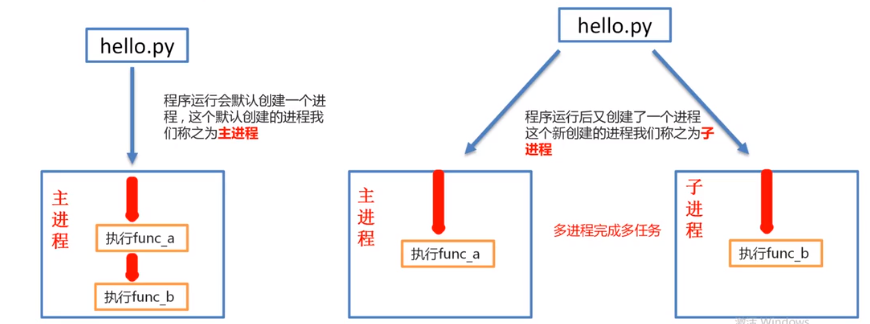 hello.py
程序运行会默认创建一个进
程，这个默认创建的进程我
们称之为主进程
主
进
程
执行func_a
执行func_b
hello.py
程序运行后又创建了一个进程
这个新创建的进程我们称之为子
进程
主
进
程
执行func_a
多进程完成多任务
子
进
程
执行func_b